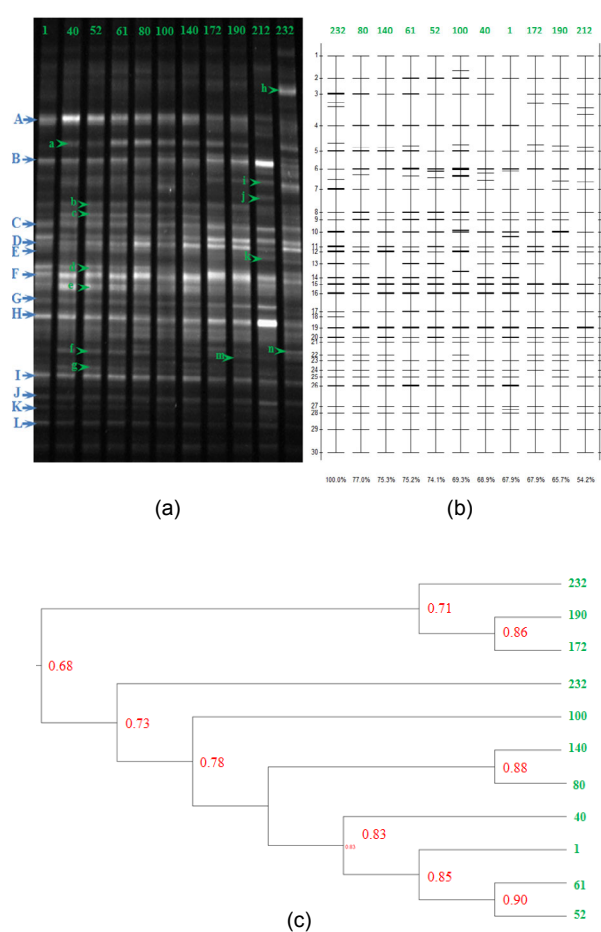 1 40 52 61 80 100 140 172 190 212 232
h
A
a
B
i
j
b
c
C
D
E
d
F
e
G
H
f
m
n
g
I
J
K
L
(a)
232 80 140 61 52 100 40 1 172 190 212
1
2
3
4
5
6
7
8
9
10
11
12
13
14
15
16
17
18
19
20
21
22
23
24
25
26
27
28
29
30
100.0% 77.0% 75.3% 75.2% 74.1% 69.3% 68.9% 67.9% 67.9% 65.7% 54.2%
(b)
232
0.71
190
0.86
172
0.68
232
0.73
100
0.78
140
0.88
80
40
0.83
0.83
1
0.85
61
0.90
52
(c)